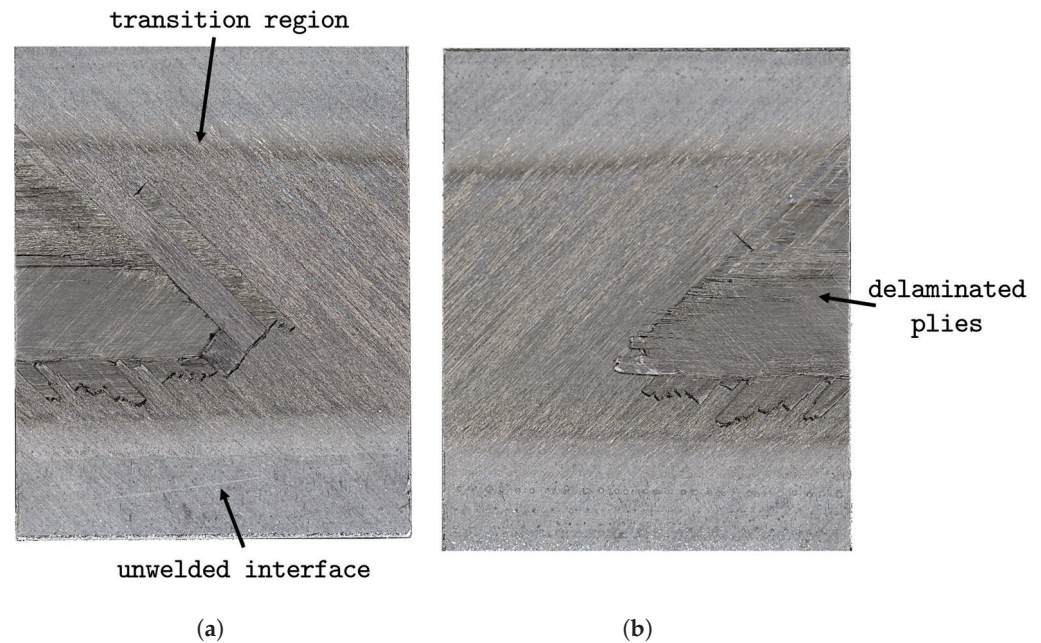 transition region
delaminated
plies
unwelded interface
(a)
(b)